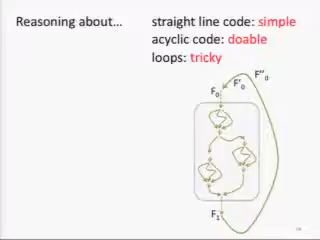 Reasoning about… straight line code: simple
acyclic code: doable
loops: tricky
F''0
F'0
F0
F1